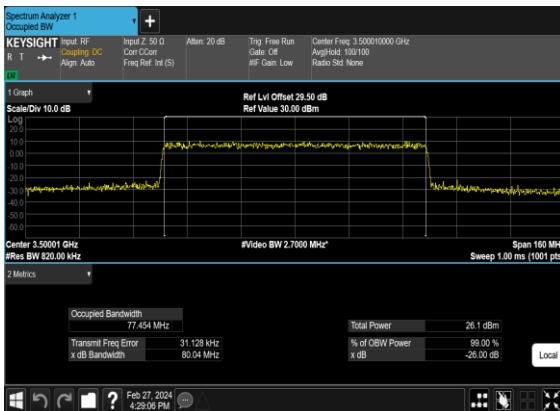 Spectrum Analyzer 1
Occupied BW
KEYSIGHT
R T
LV
Input: RF
Coupling: DC
Align: Auto
Input Z: 50 Ω
Corr CCorr
Freq Ref: Int (S)
Atten: 20 dB
Trig: Free Run
Gate: Off
#IF Gain: Low
Center Freq: 3.500010000 GHz
Avg|Hold: 100/100
Radio Std: None
1 Graph
Scale/Div 10.0 dB
Ref Lvl Offset 29.50 dB
Ref Value 30.00 dBm
Log
20.0
10.0
0.00
-10.0
-20.0
-30.0
-40.0
-50.0
-60.0
Center 3.50001 GHz
#Res BW 820.00 kHz
#Video BW 2.7000 MHz*
Span 160 MH
Sweep 1.00 ms (1001 pts
2 Metrics
Occupied Bandwidth
77.454 MHz
Transmit Freq Error 31.128 kHz
x dB Bandwidth 80.04 MHz
Total Power 26.1 dBm
% of OBW Power 99.00 %
x dB -26.00 dB
Local
Feb 27, 2024
4:29:06 PM